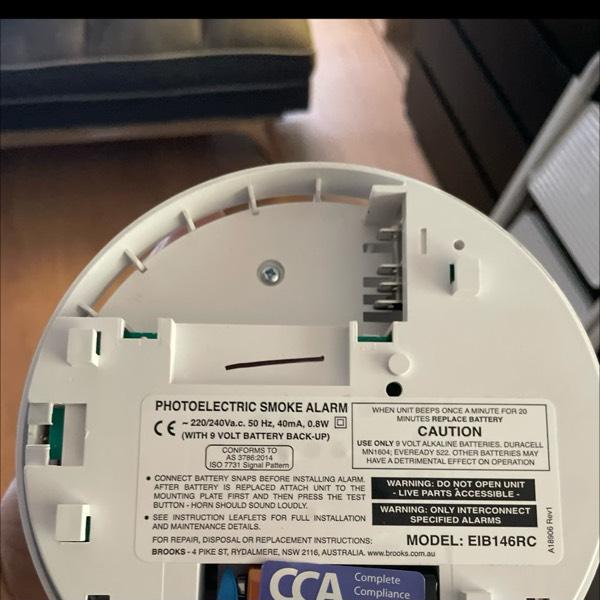 PHOTOELECTRIC SMOKE ALARM
CE ~ 220/240Va.c. 50 Hz, 40mA, 0.8W
(WITH 9 VOLT BATTERY BACK-UP)
CONFORMS TO
AS 3786:2014
ISO 7731 Signal Pattern
WHEN UNIT BEEPS ONCE A MINUTE FOR 20
MINUTES REPLACE BATTERY
CAUTION
USE ONLY 9 VOLT ALKALINE BATTERIES. DURACELL
MN1604; EVEREADY 522. OTHER BATTERIES MAY
HAVE A DETRIMENTAL EFFECT ON OPERATION
• CONNECT BATTERY SNAPS BEFORE INSTALLING ALARM.
AFTER BATTERY IS REPLACED ATTACH UNIT TO THE
MOUNTING PLATE FIRST AND THEN PRESS THE TEST
BUTTON - HORN SHOULD SOUND LOUDLY.
• SEE INSTRUCTION LEAFLETS FOR FULL INSTALLATION
AND MAINTENANCE DETAILS.
WARNING: DO NOT OPEN UNIT
- LIVE PARTS ACCESSIBLE -
WARNING: ONLY INTERCONNECT
SPECIFIED ALARMS
FOR REPAIR, DISPOSAL OR REPLACEMENT INSTRUCTIONS:
BROOKS - 4 PIKE ST, RYDALMERE, NSW 2116, AUSTRALIA. www.brooks.com.au
MODEL: EIB146RC
A18906 Rev1
CCA Complete
Compliance